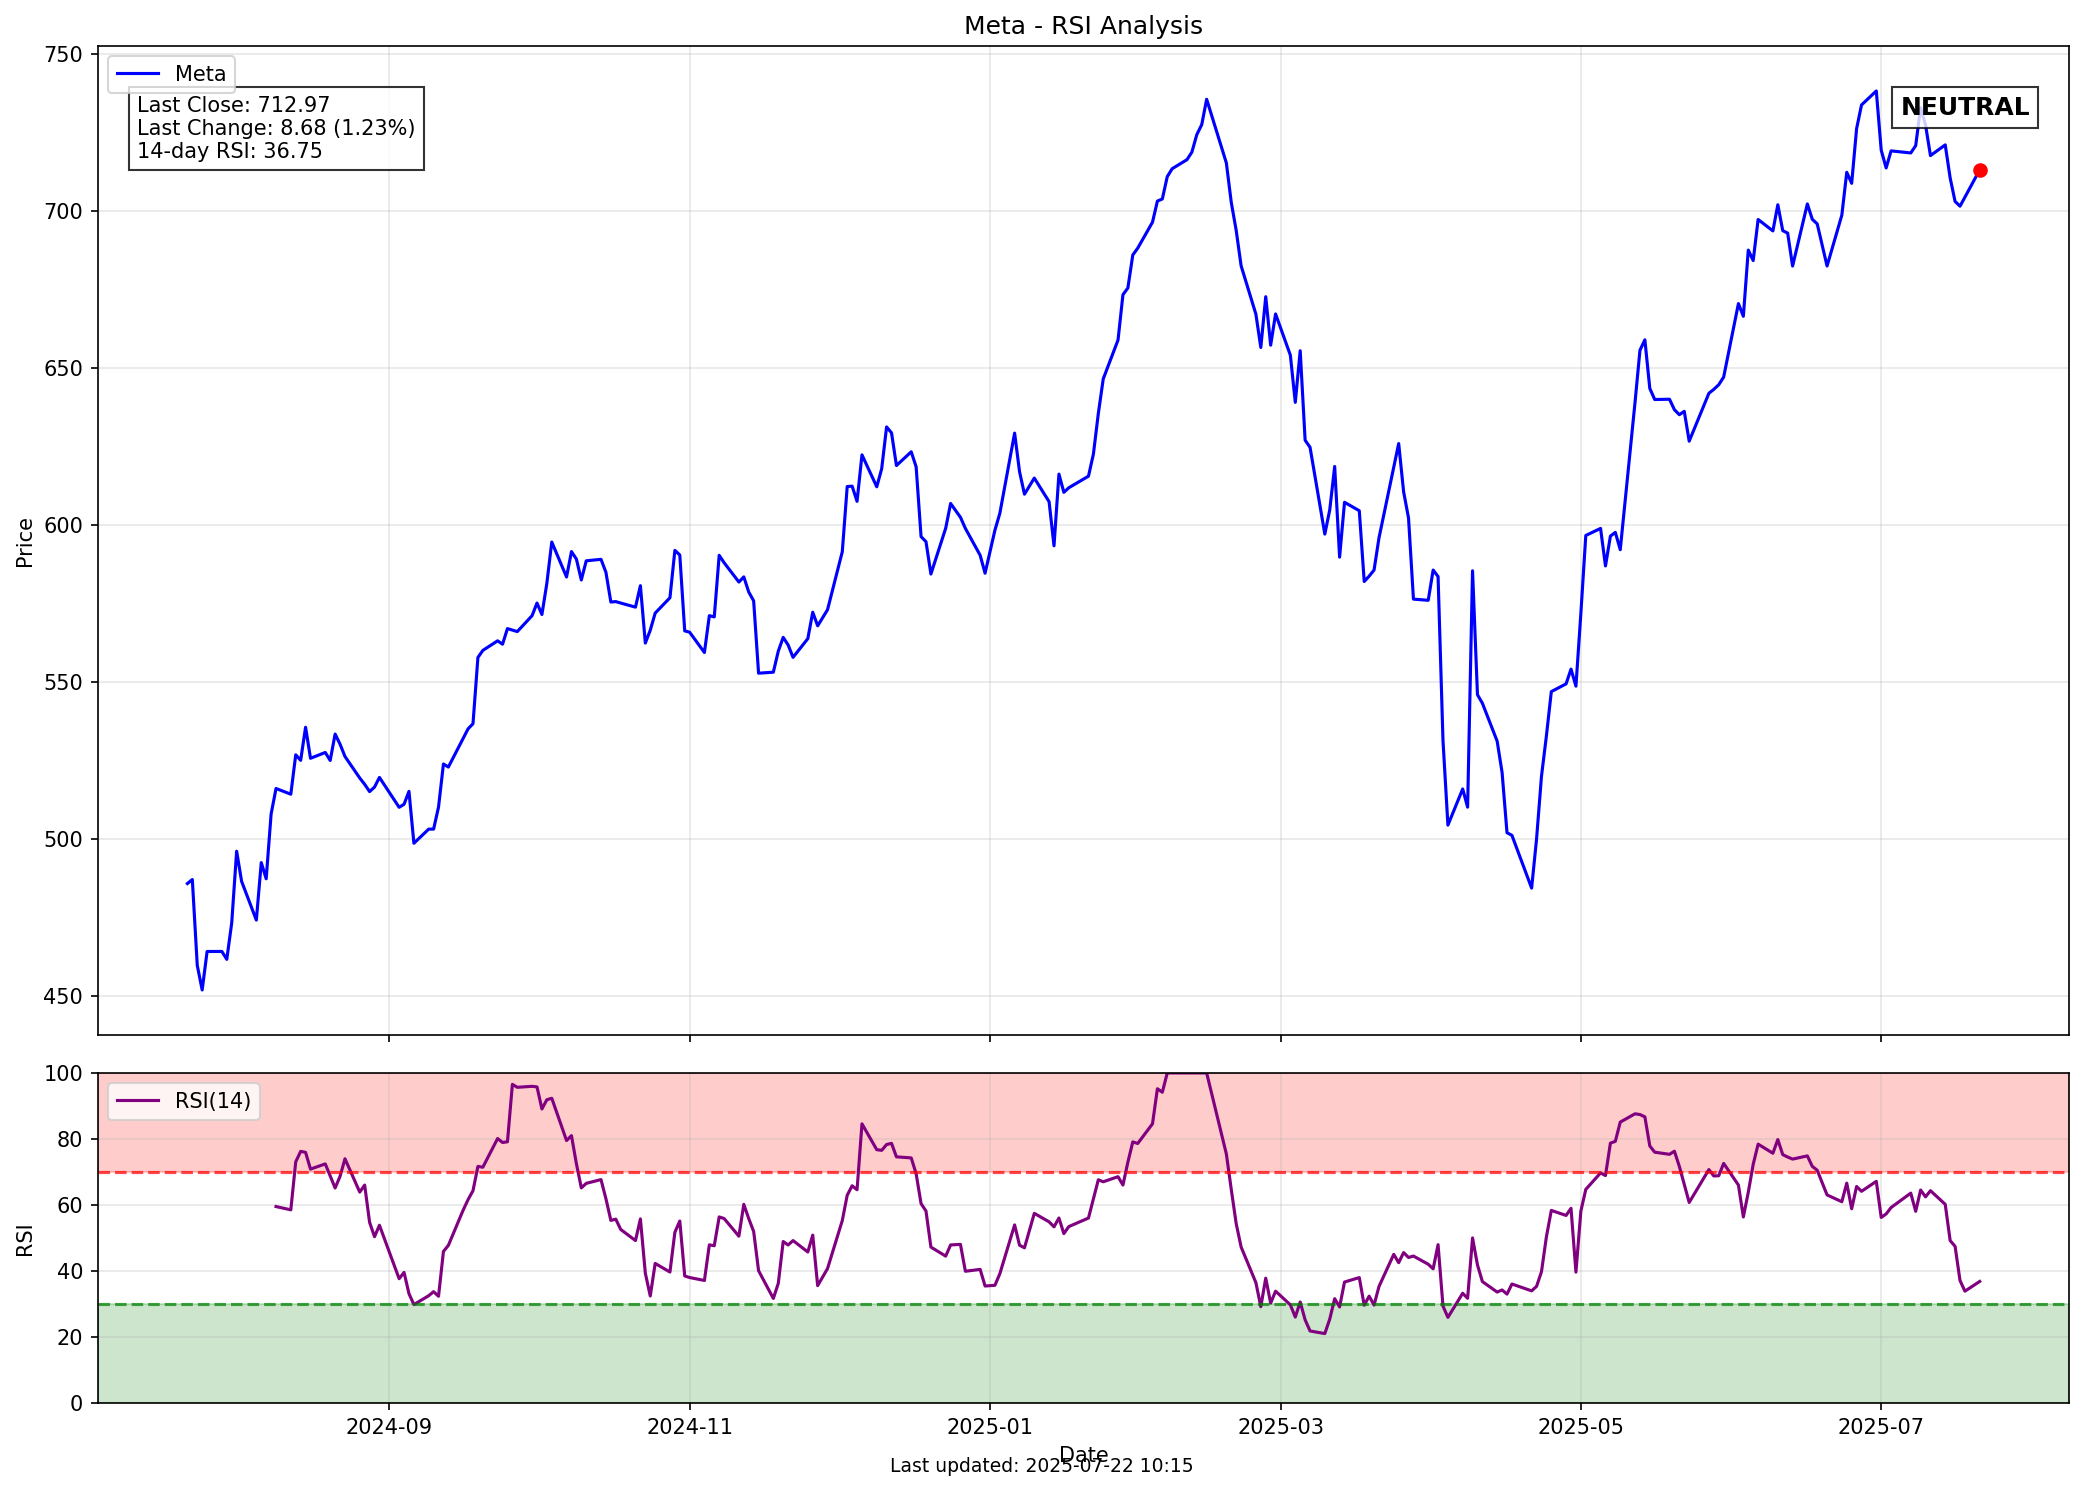 Meta - RSI Analysis
Meta
Last Close: 712.97
Last Change: 8.68 (1.23%)
14-day RSI: 36.75
NEUTRAL
750
700
650
600
550
500
450
Price
RSI(14)
100
80
60
40
20
0
RSI
2024-09
2024-11
2025-01
2025-03
2025-05
2025-07
Date
Last updated: 2025-07-22 10:15